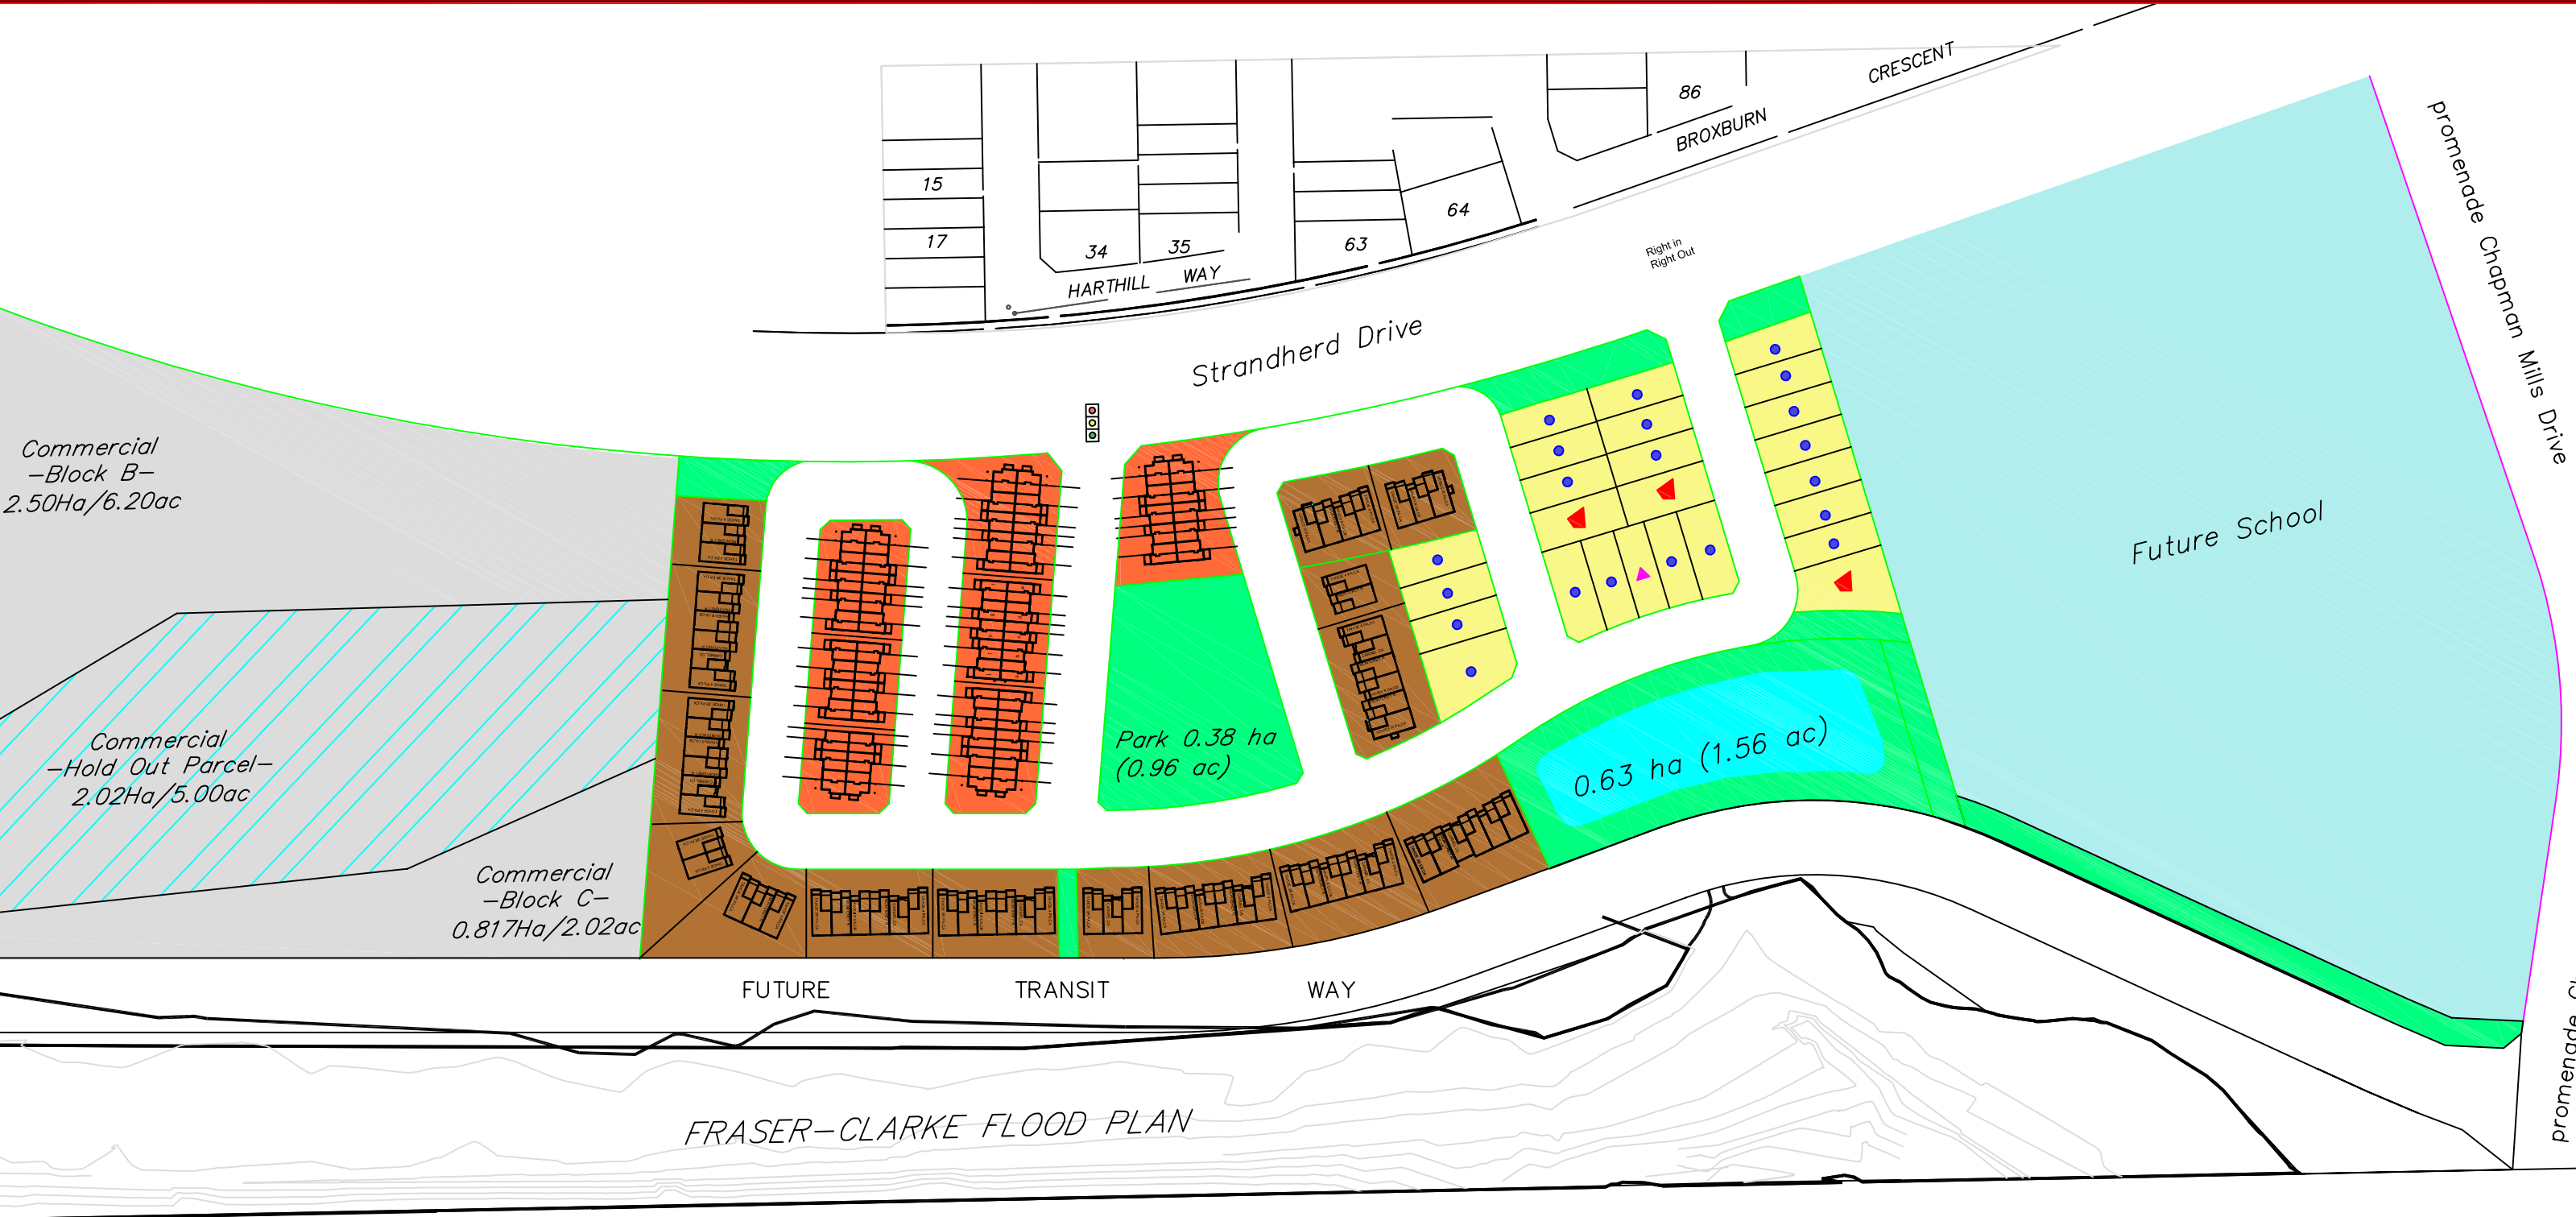 CRESCENT
86
BROXBURN
15
17
34
35
63
64
HARTHILL WAY
Right in
Right Out
promenade Chapman Mills Drive
Strandherd Drive
Commercial
-Block B-
2.50Ha/6.20ac
Future School
Commercial
-Hold Out Parcel-
2.02Ha/5.00ac
Park 0.38 ha
(0.96 ac)
0.63 ha (1.56 ac)
Commercial
-Block C-
0.817Ha/2.02ac
FUTURE TRANSIT WAY
FRASER-CLARKE FLOOD PLAN
promenade